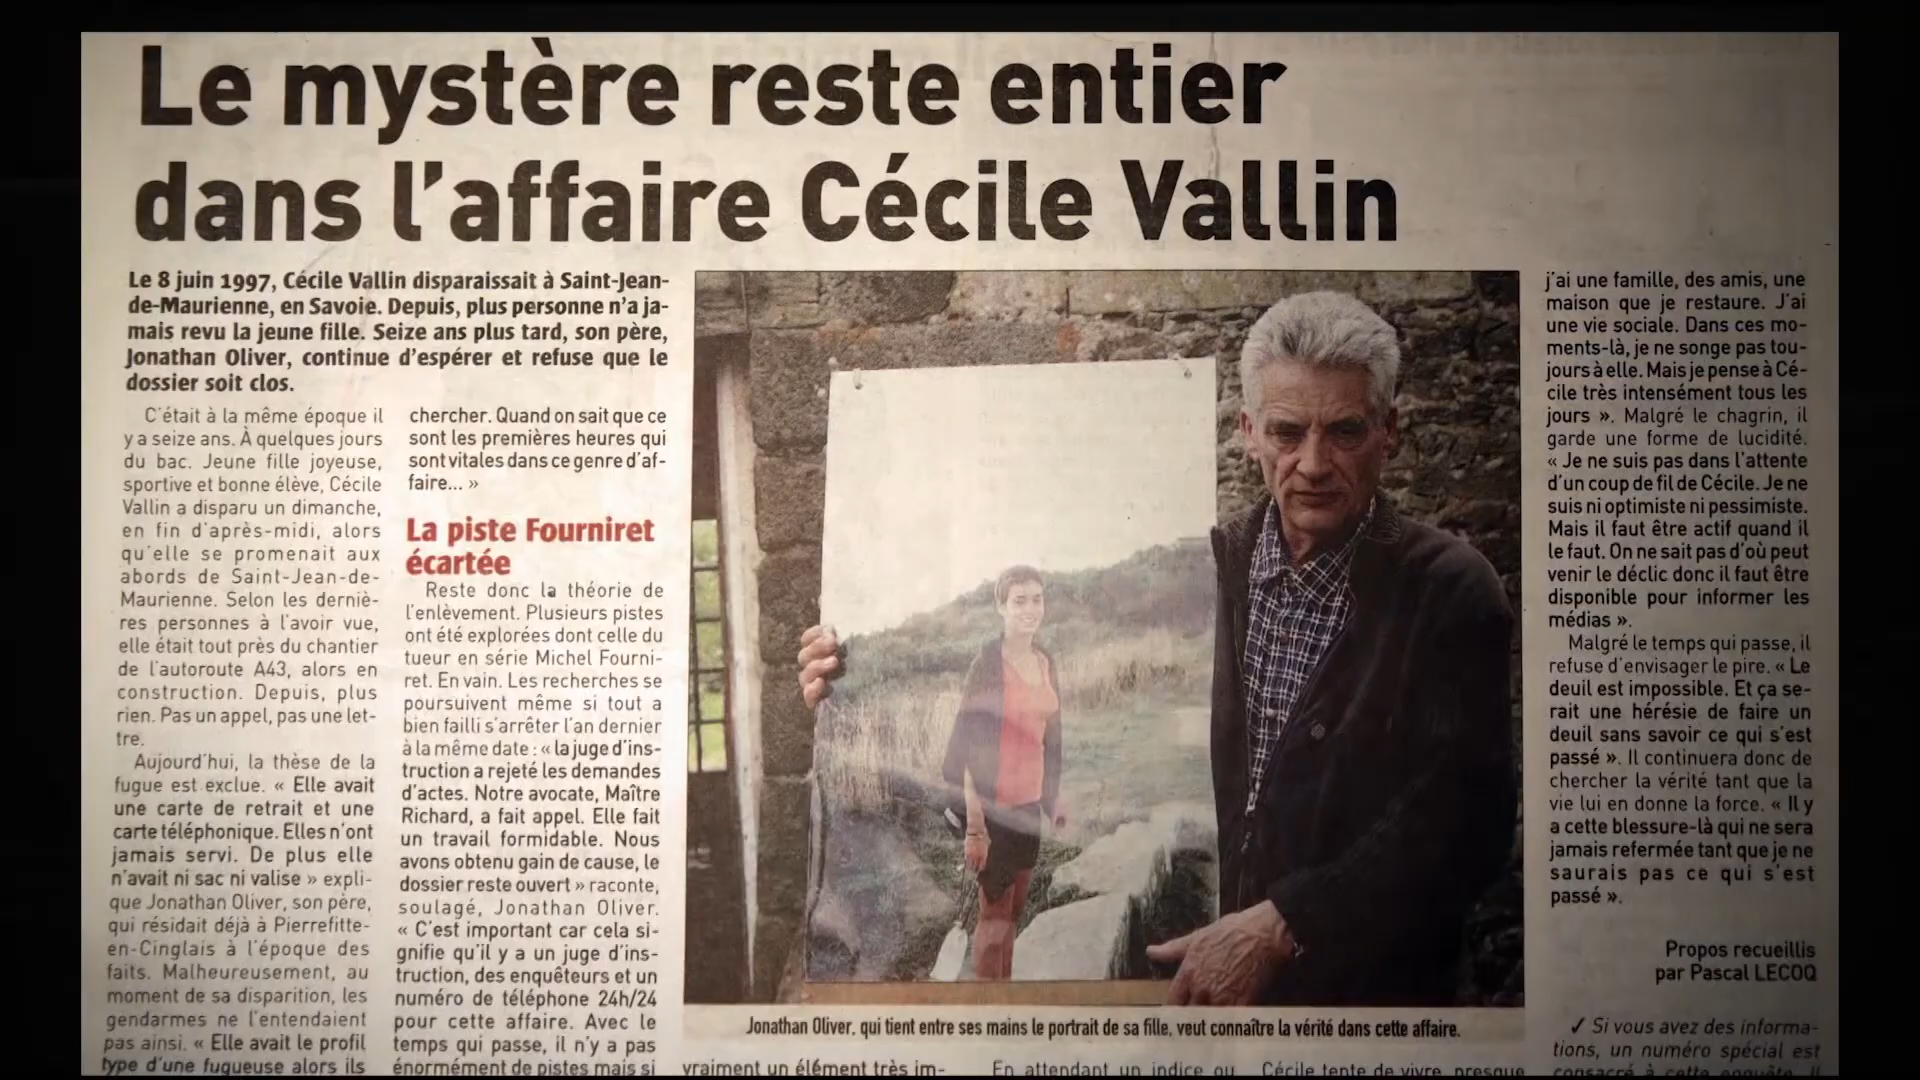 Le mystère reste entier
dans l'affaire Cécile Vallin
Le 8 juin 1997, Cécile Vallin disparaissait à Saint-Jean-
de-Maurienne, en Savoie. Depuis, plus personne n'a ja-
mais revu la jeune fille. Seize ans plus tard, son père,
Jonathan Oliver, continue d'espérer et refuse que le
dossier soit clos.
C'était à la même époque il
y a seize ans. À quelques jours
du bac. Jeune fille joyeuse,
sportive et bonne élève, Cécile
Vallin a disparu un dimanche,
en fin d'après-midi, alors
qu'elle se promenait aux
abords de Saint-Jean-de-
Maurienne. Selon les derniè-
res personnes à l'avoir vue,
elle était tout près du chantier
de l'autoroute A43, alors en
construction. Depuis, plus
rien. Pas un appel, pas une let-
tre.
Aujourd'hui, la thèse de la
fugue est exclue. « Elle avait
une carte de retrait et une
carte téléphonique. Elles n'ont
jamais servi. De plus elle
n'avait ni sac ni valise » expli-
que Jonathan Oliver, son père,
qui résidait déjà à Pierrefitte-
en-Cinglais à l'époque des
faits. Malheureusement, au
moment de sa disparition, les
gendarmes ne l'entendaient
pas ainsi. « Elle avait le profil
type d'une fugueuse alors ils
chercher. Quand on sait que ce
sont les premières heures qui
sont vitales dans ce genre d'af-
faire... »
La piste Fourniret
écartée
Reste donc la théorie de
l'enlèvement. Plusieurs pistes
ont été explorées dont celle du
tueur en série Michel Fourni-
ret. En vain. Les recherches se
poursuivent même si tout a
bien failli s'arrêter l'an dernier
à la même date : « la juge d'ins-
truction a rejeté les demandes
d'actes. Notre avocate, Maître
Richard, a fait appel. Elle fait
un travail formidable. Nous
avons obtenu gain de cause, le
dossier reste ouvert » raconte,
soulagé, Jonathan Oliver.
« C'est important car cela si-
gnifie qu'il y a un juge d'ins-
truction, des enquêteurs et un
numéro de téléphone 24h/24
pour cette affaire. Avec le
temps qui passe, il n'y a pas
énormément de pistes mais si
Jonathan Oliver, qui tient entre ses mains le portrait de sa fille, veut connaître la vérité dans cette affaire.
vraiment un élément très im-
En attendant un indice ou
Cécile tente de vivre, presque
j'ai une famille, des amis, une
maison que je restaure. J'ai
une vie sociale. Dans ces mo-
ments-là, je ne songe pas tou-
jours à elle. Mais je pense à Cé-
cile très intensément tous les
jours ». Malgré le chagrin, il
garde une forme de lucidité.
« Je ne suis pas dans l'attente
d'un coup de fil de Cécile. Je ne
suis ni optimiste ni pessimiste.
Mais il faut être actif quand il
le faut. On ne sait pas d'où peut
venir le déclic donc il faut être
disponible pour informer les
médias ».
Malgré le temps qui passe, il
refuse d'envisager le pire. « Le
deuil est impossible. Et ça se-
rait une hérésie de faire un
deuil sans savoir ce qui s'est
passé ». Il continuera donc de
chercher la vérité tant que la
vie lui en donne la force. « Il y
a cette blessure-là qui ne sera
jamais refermée tant que je ne
saurais pas ce qui s'est
passé ».
Propos recueillis
par Pascal LECOQ
✓ Si vous avez des informa-
tions, un numéro spécial est
consacré à cette enquête. Il